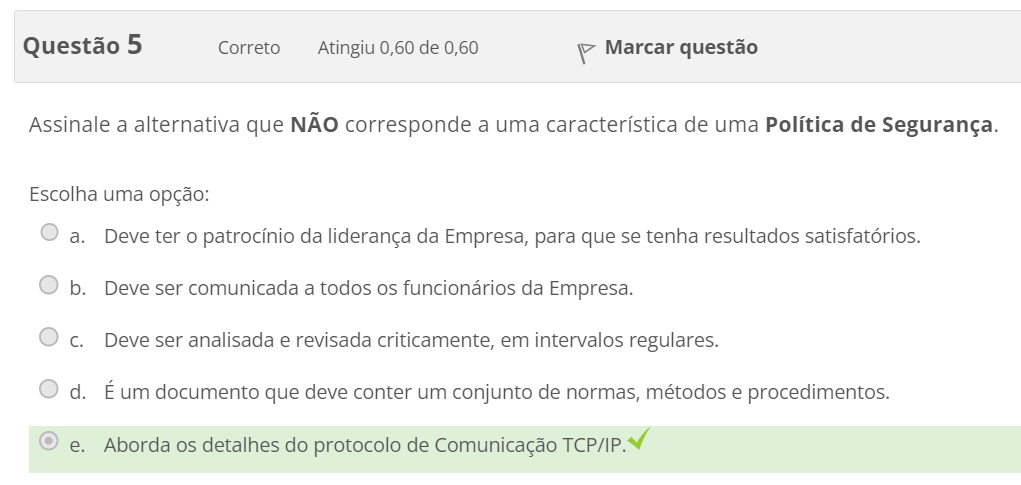 Questão 5 Correto Atingiu 0,60 de 0,60 Marcar questão
Assinale a alternativa que NÃO corresponde a uma característica de uma Política de Segurança.
Escolha uma opção:
a. Deve ter o patrocínio da liderança da Empresa, para que se tenha resultados satisfatórios.
b. Deve ser comunicada a todos os funcionários da Empresa.
c. Deve ser analisada e revisada criticamente, em intervalos regulares.
d. É um documento que deve conter um conjunto de normas, métodos e procedimentos.
e. Aborda os detalhes do protocolo de Comunicação TCP/IP.